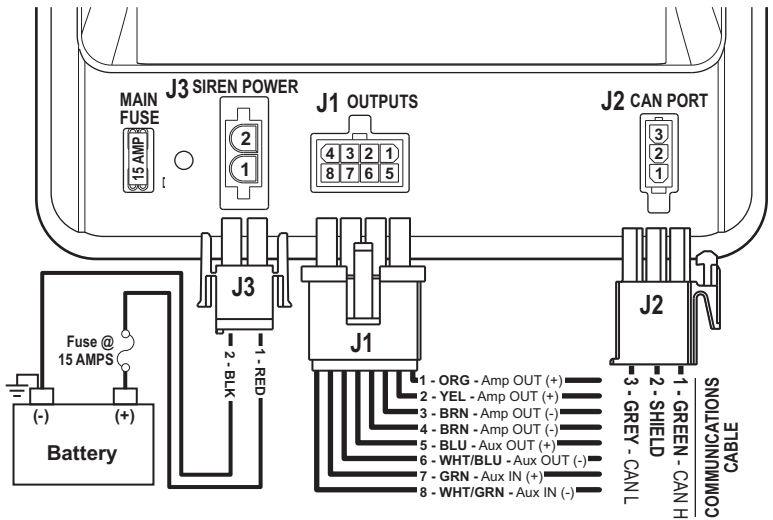 J3 SIREN POWER
MAIN
FUSE
15 AMP
2
1
J1 OUTPUTS
4 3 2 1
8 7 6 5
J2 CAN PORT
3
2
1
J3
J1
J2
Fuse @
15 AMPS
(-)
(+)
Battery
2 - BLK
1 - RED
1 - ORG - Amp OUT (+)
2 - YEL - Amp OUT (+)
3 - BRN - Amp OUT (-)
4 - BRN - Amp OUT (-)
5 - BLU - Aux OUT (+)
6 - WHT/BLU - Aux OUT (-)
7 - GRN - Aux IN (+)
8 - WHT/GRN - Aux IN (-)
3 - GREY - CAN L
2 - SHIELD
1 - GREEN - CAN H
COMMUNICATIONS
CABLE